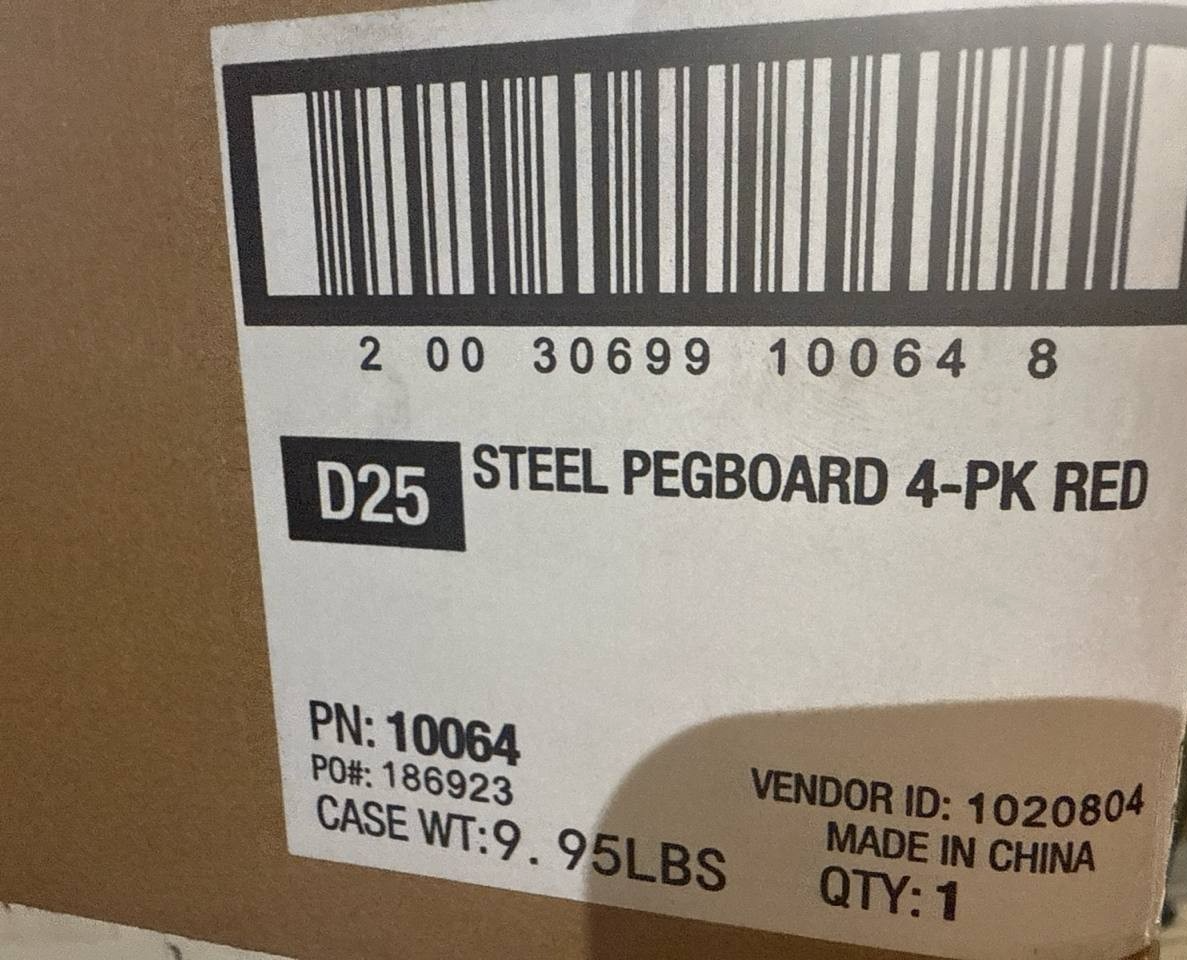 2 00 30699 10064 8
D25 STEEL PEGBOARD 4-PK RED
PN: 10064
PO#: 186923
CASE WT:9.95LBS
VENDOR ID: 1020804
MADE IN CHINA
QTY: 1